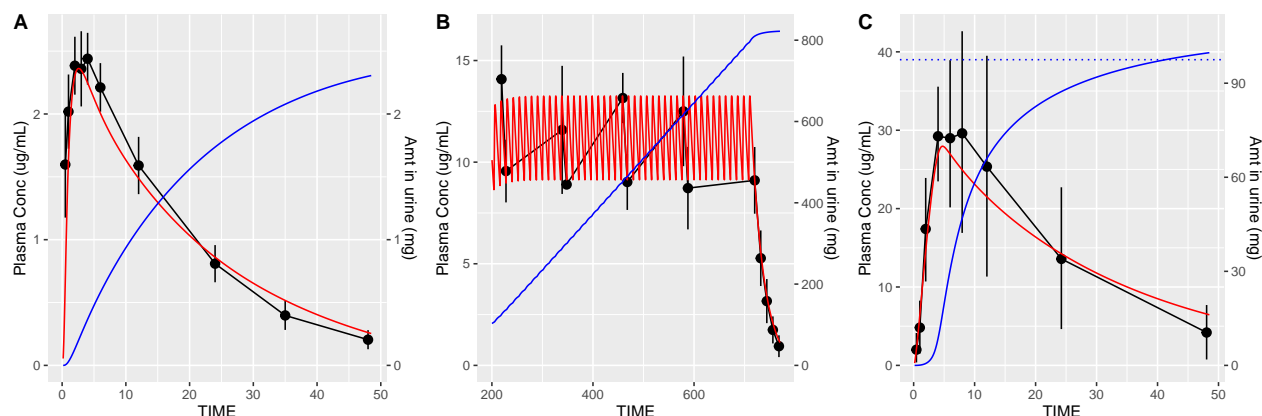 A
Plasma Conc (ug/mL)
2
1
0
2
1
0
Amt in urine (mg)
0 10 20 30 40 50
TIME
B
Plasma Conc (ug/mL)
15
10
5
0
800
600
400
200
0
Amt in urine (mg)
200 400 600
TIME
C
Plasma Conc (ug/mL)
40
30
20
10
0
90
60
30
0
Amt in urine (mg)
0 10 20 30 40 50
TIME